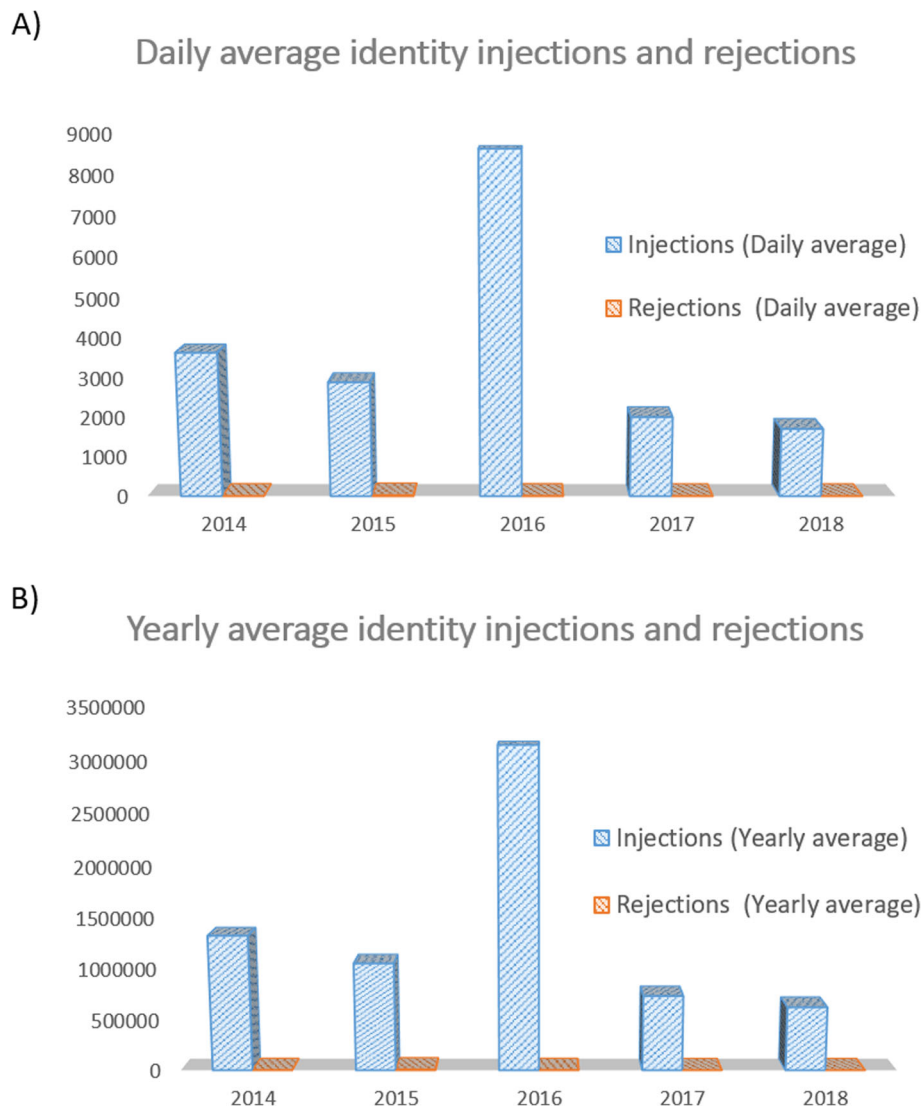 A)
Daily average identity injections and rejections
9000
8000
7000
6000
5000
4000
3000
2000
1000
0
Injections (Daily average)
Rejections (Daily average)
2014 2015 2016 2017 2018
B)
Yearly average identity injections and rejections
3500000
3000000
2500000
2000000
1500000
1000000
500000
0
Injections (Yearly average)
Rejections (Yearly average)
2014 2015 2016 2017 2018